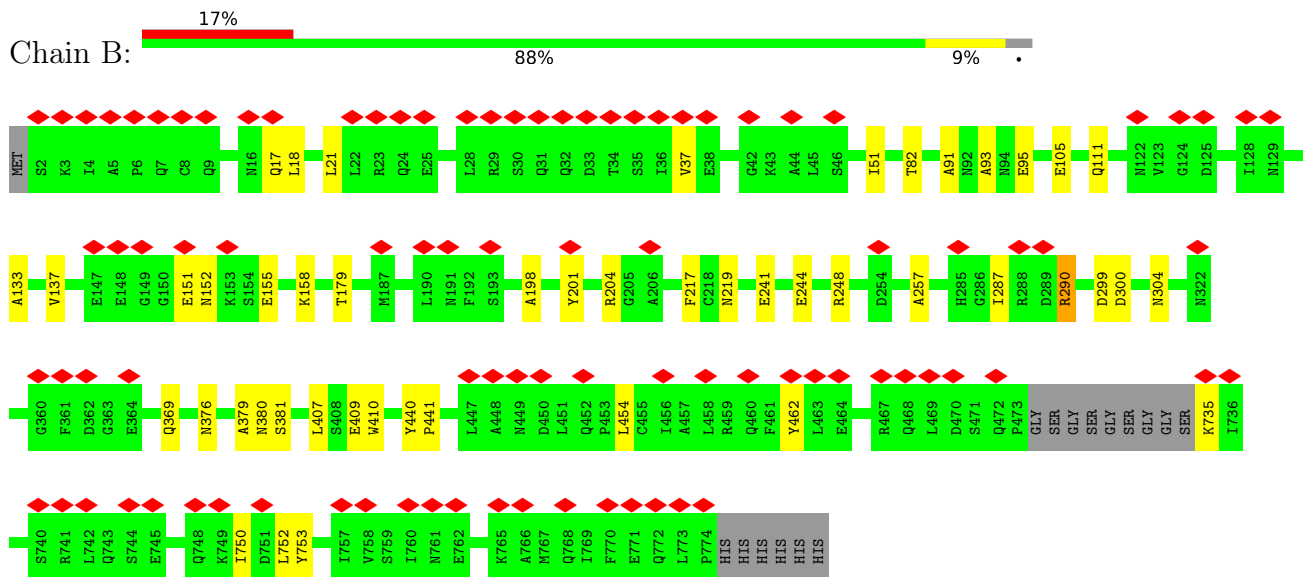 17%
Chain B:
88% 9% •
MET S2 K3 I4 A5 P6 Q7 C8 Q9 N16 Q17 L18 L21 L22 R23 Q24 E25 L28 R29 S30 Q31 Q32 D33 T34 S35 I36 V37 E38 G42 K43 A44 L45 S46 I51 T82 A91 N92 A93 N94 E95 E105 Q111 N122 V123 G124 D125 I128 N129
A133 V137 E147 E148 G149 G150 E151 N152 K153 S154 E155 K158 T179 M187 L190 N191 F192 S193 A198 Y201 R204 G205 A206 F217 C218 N219 E241 E244 R248 D254 A257 H285 G286 I287 R288 D289 R290 D299 D300 N304 N322
G360 F361 D362 G363 E364 Q369 N376 A379 N380 S381 L407 S408 E409 W410 Y440 P441 L447 A448 N449 D450 L451 Q452 P453 L454 C455 I456 A457 L458 R459 Q460 F461 Y462 L463 E464 R467 Q468 L469 D470 S471 Q472 P473 GLY SER GLY SER GLY SER GLY GLY SER K735 I736
S740 R741 L742 Q743 S744 E745 Q748 K749 I750 D751 L752 Y753 I757 V758 S759 I760 N761 E762 K765 A766 M767 Q768 I769 F770 E771 Q772 L773 P774 HIS HIS HIS HIS HIS